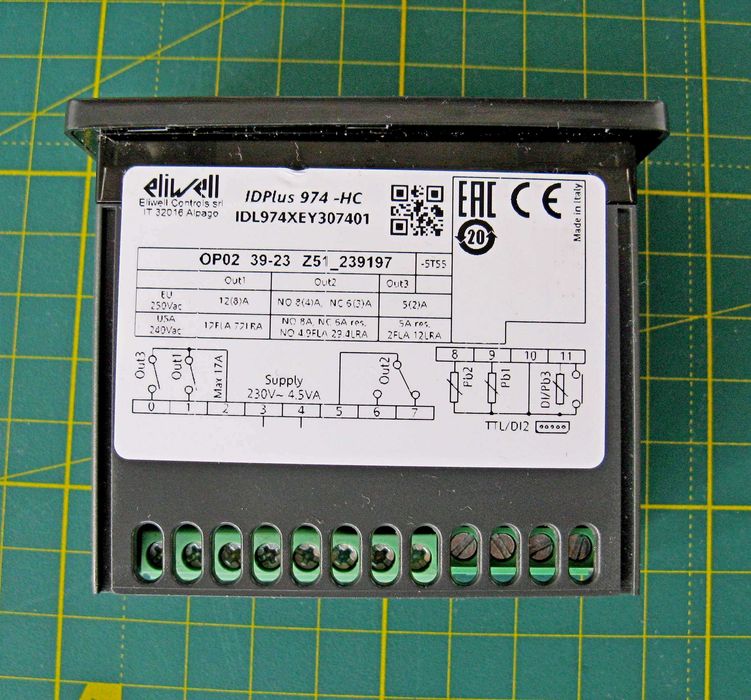 eliwell
Eliwell Controls srl
IT 32016 Alpago
IDPlus 974 -HC
IDL974XEY307401
EAC CE
20
Made in Italy
OP02 39-23 Z51_239197 -5T55
Out1 Out2 Out3
EU 250Vac 12(8)A NO 8(4)A, NC 6(3)A 5(2)A
USA 240Vac 12FLA 72LRA NO 8A, NC 6A res. NO 4.9FLA 29.4LRA 5A res. 2FLA 12LRA
Out3 Out1 Max 17A
Supply
230V~ 4.5VA
Out2
0 1 2 3 4 5 6 7
8 9 10 11
Pb2 Pb1 DI/Pb3
TTL/DI2